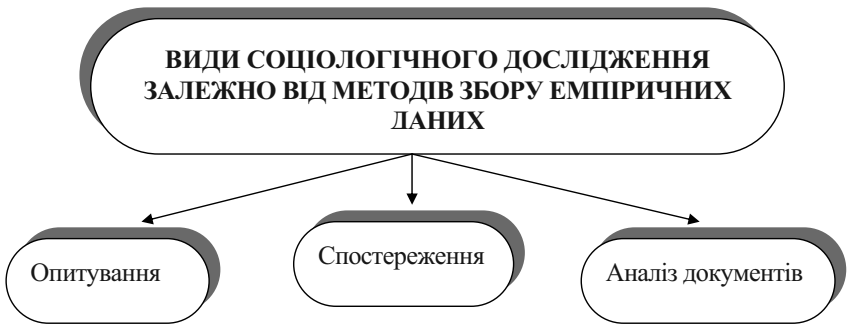 ВИДИ СОЦІОЛОГІЧНОГО ДОСЛІДЖЕННЯ
ЗАЛЕЖНО ВІД МЕТОДІВ ЗБОРУ ЕМПІРИЧНИХ
ДАНИХ
Опитування
Спостереження
Аналіз документів